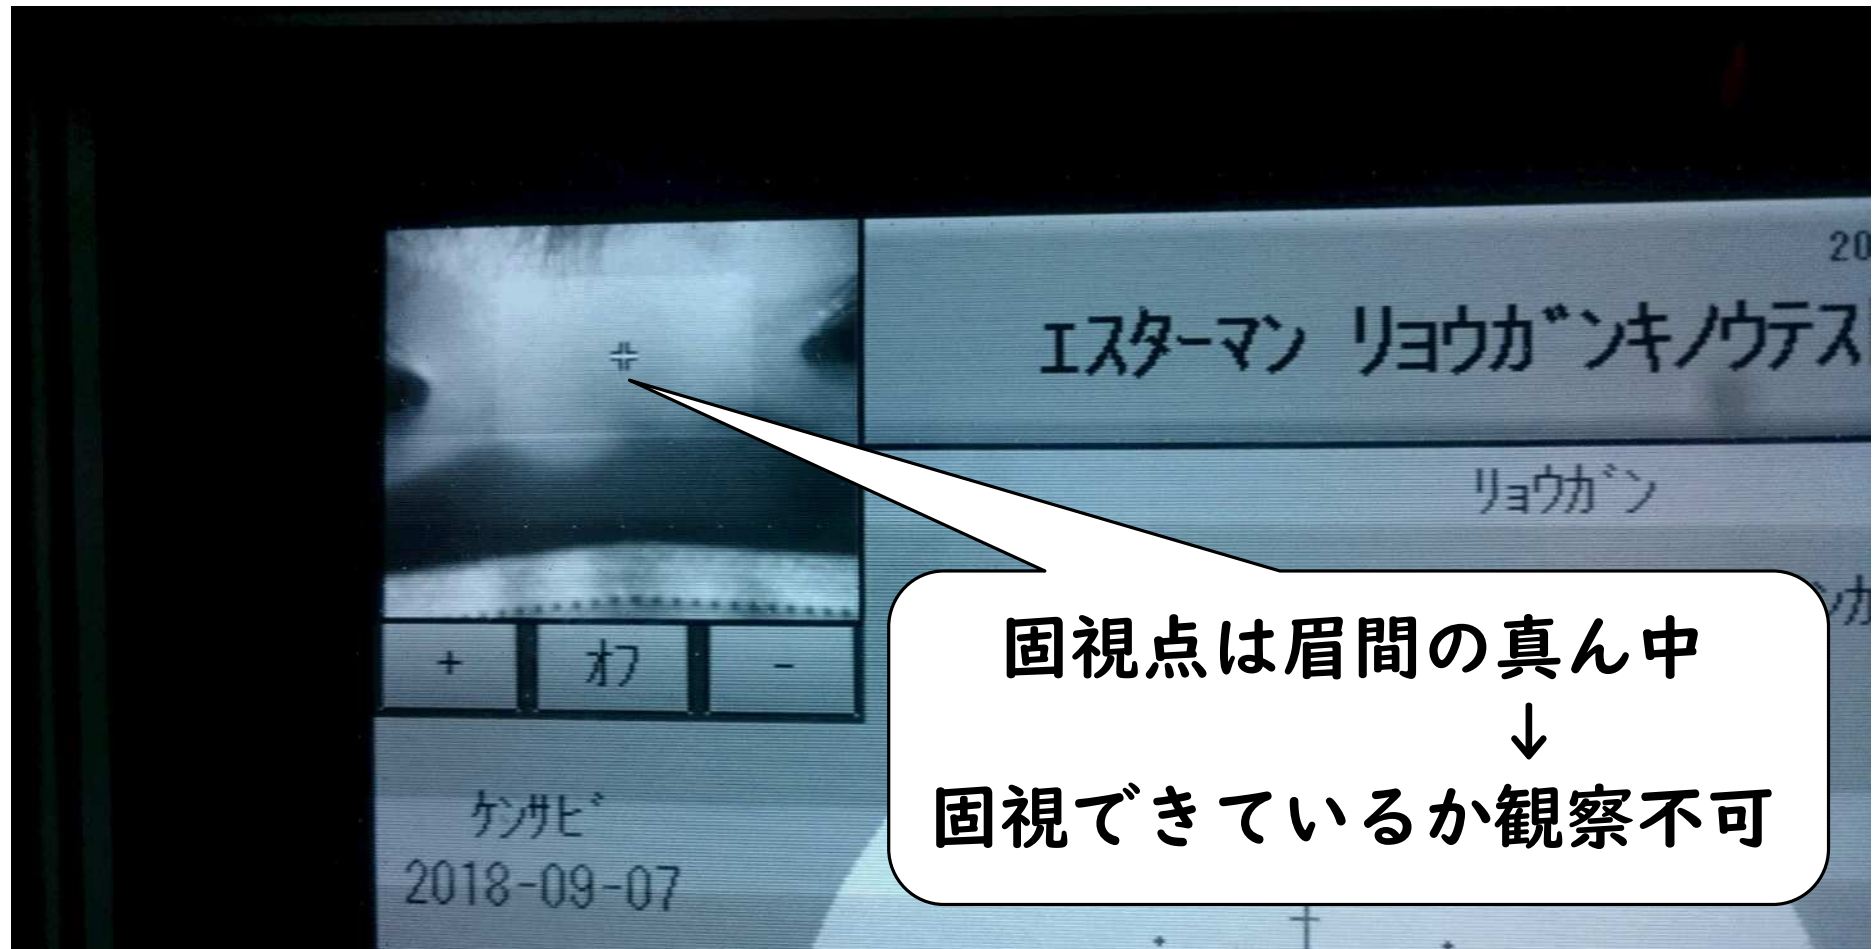 20
エスターマン リョウガンキノウテス
リョウガン
+ オフ -
固視点は眉間の真ん中
↓
固視できているか観察不可
ケンサビ
2018-09-07